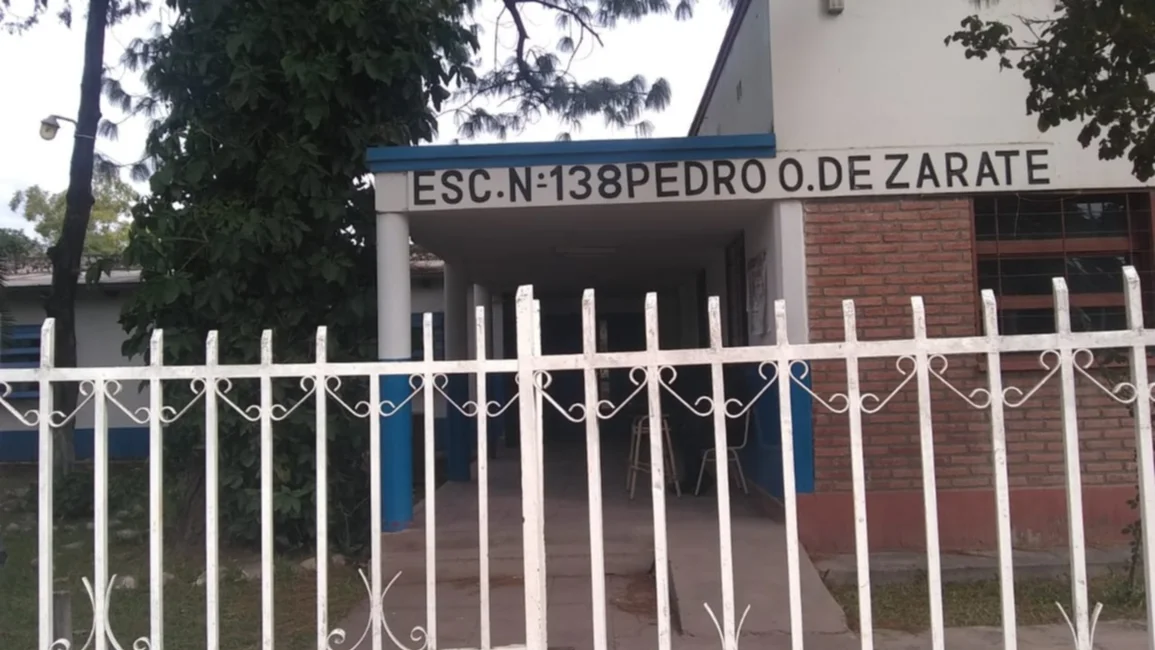 ESC.Nº138PEDRO O.DE ZARATE